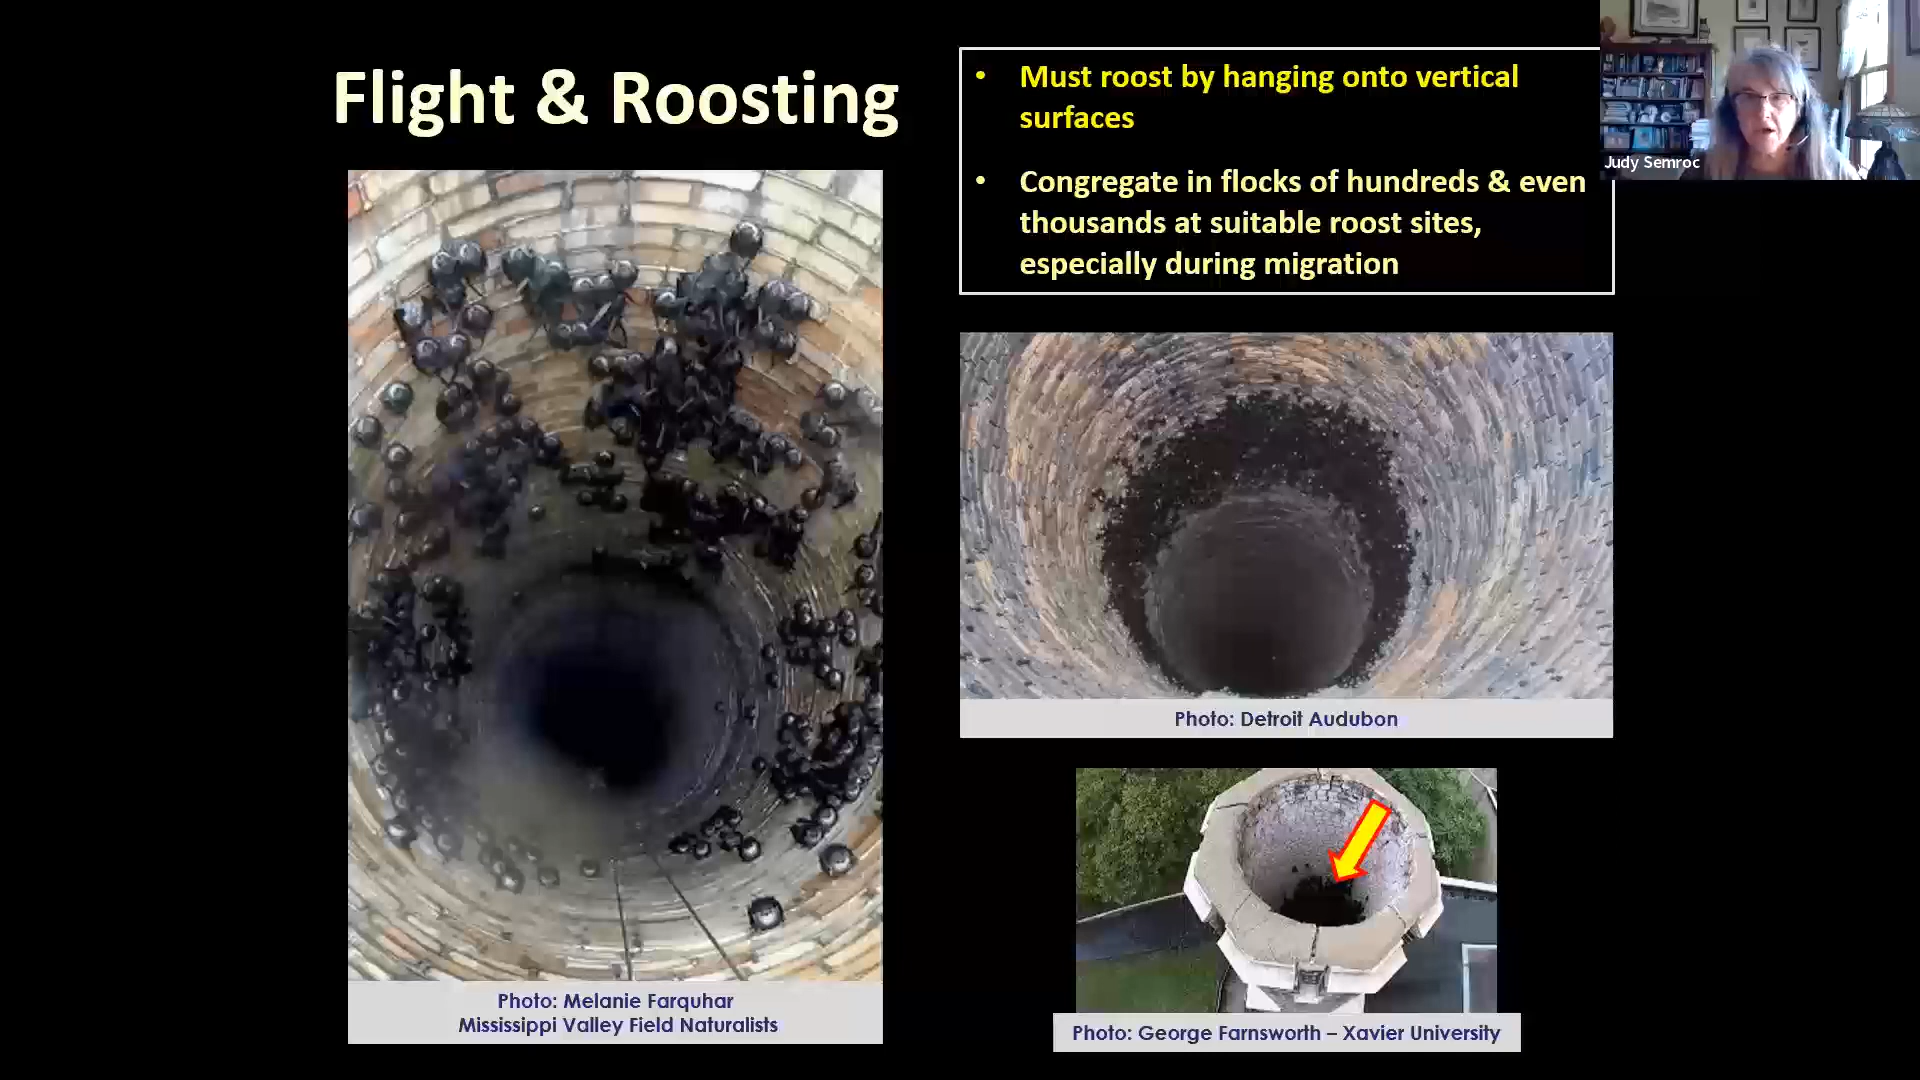 Flight & Roosting
• Must roost by hanging onto vertical
surfaces
• Congregate in flocks of hundreds & even
thousands at suitable roost sites,
especially during migration
Judy Semroc
Photo: Detroit Audubon
Photo: Melanie Farquhar
Mississippi Valley Field Naturalists
Photo: George Farnsworth – Xavier University